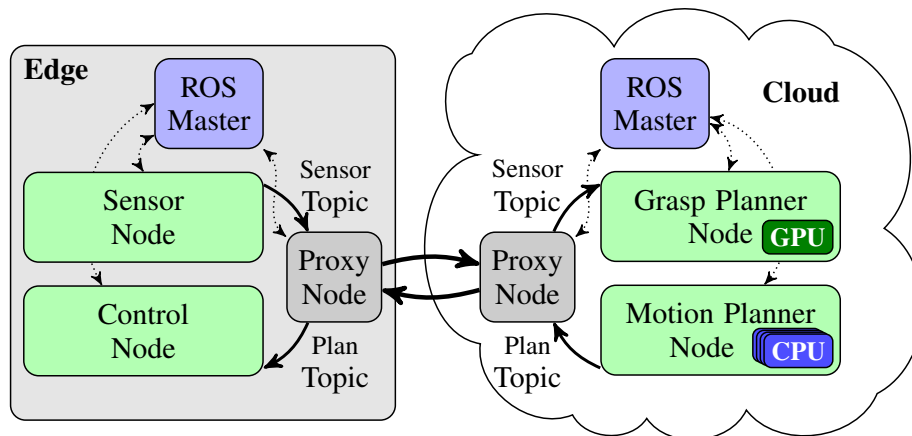 Edge
ROS
Master
Sensor
Node
Control
Node
Sensor
Topic
Proxy
Node
Plan
Topic
Cloud
ROS
Master
Sensor
Topic
Proxy
Node
Plan
Topic
Grasp Planner
Node GPU
Motion Planner
Node CPU